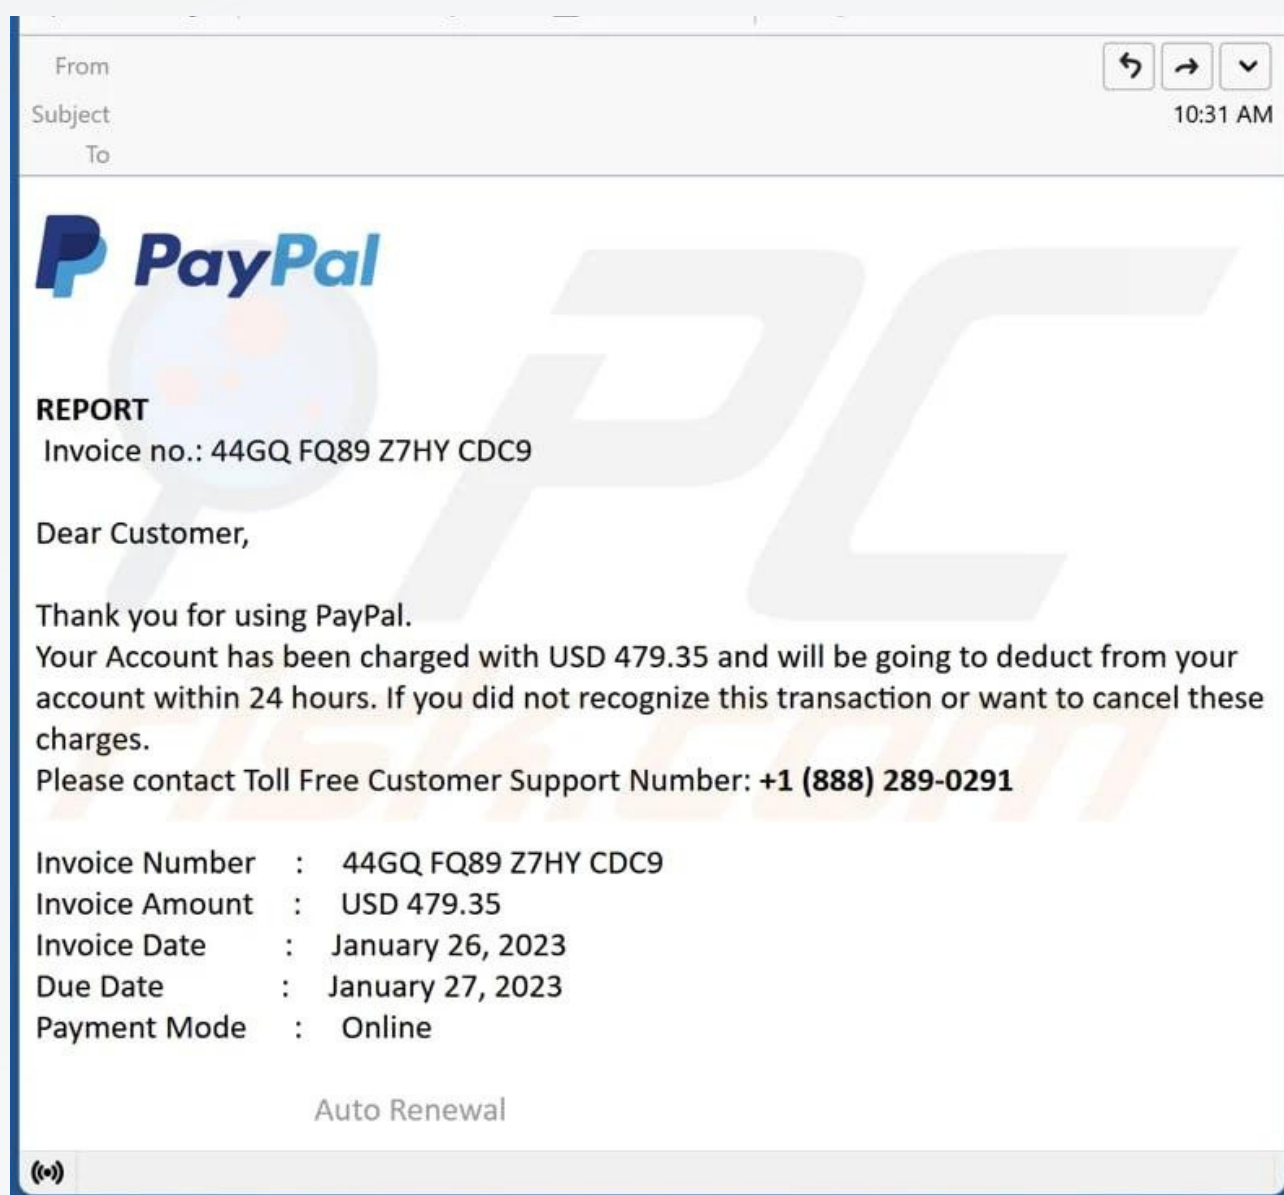 From
Subject
10:31 AM
To
PayPal
REPORT
Invoice no.: 44GQ FQ89 Z7HY CDC9
Dear Customer,
Thank you for using PayPal.
Your Account has been charged with USD 479.35 and will be going to deduct from your
account within 24 hours. If you did not recognize this transaction or want to cancel these
charges.
Please contact Toll Free Customer Support Number: +1 (888) 289-0291
Invoice Number : 44GQ FQ89 Z7HY CDC9
Invoice Amount : USD 479.35
Invoice Date : January 26, 2023
Due Date : January 27, 2023
Payment Mode : Online
Auto Renewal
PC
risk.com